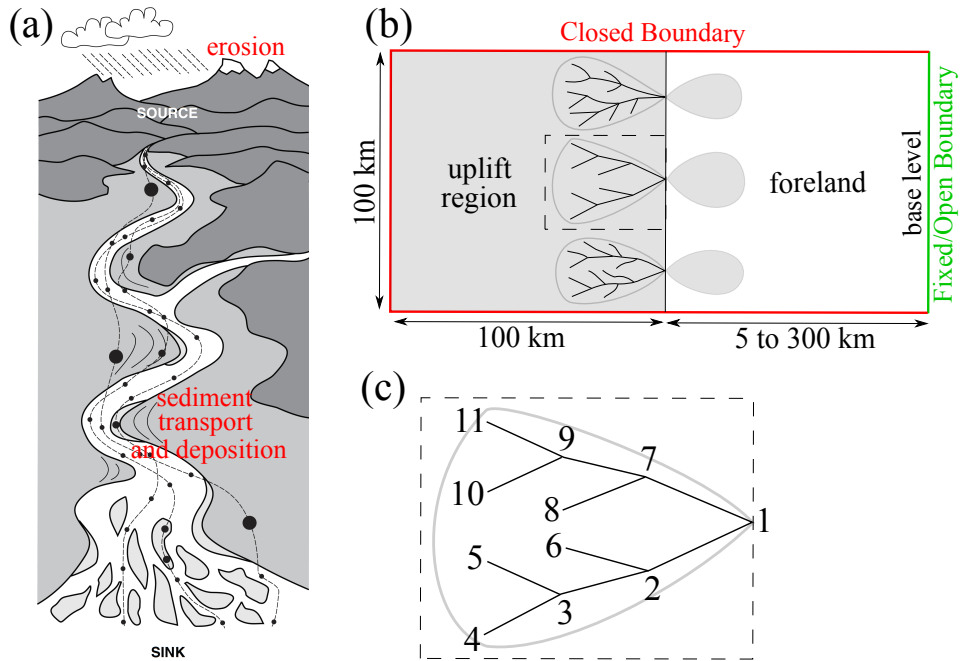 (a)
erosion
SOURCE
sediment
transport
and deposition
SINK
(b)
Closed Boundary
100 km
uplift
region
foreland
base level
Fixed/Open Boundary
100 km
5 to 300 km
(c)
11
9
7
10
8
1
6
5
2
3
4